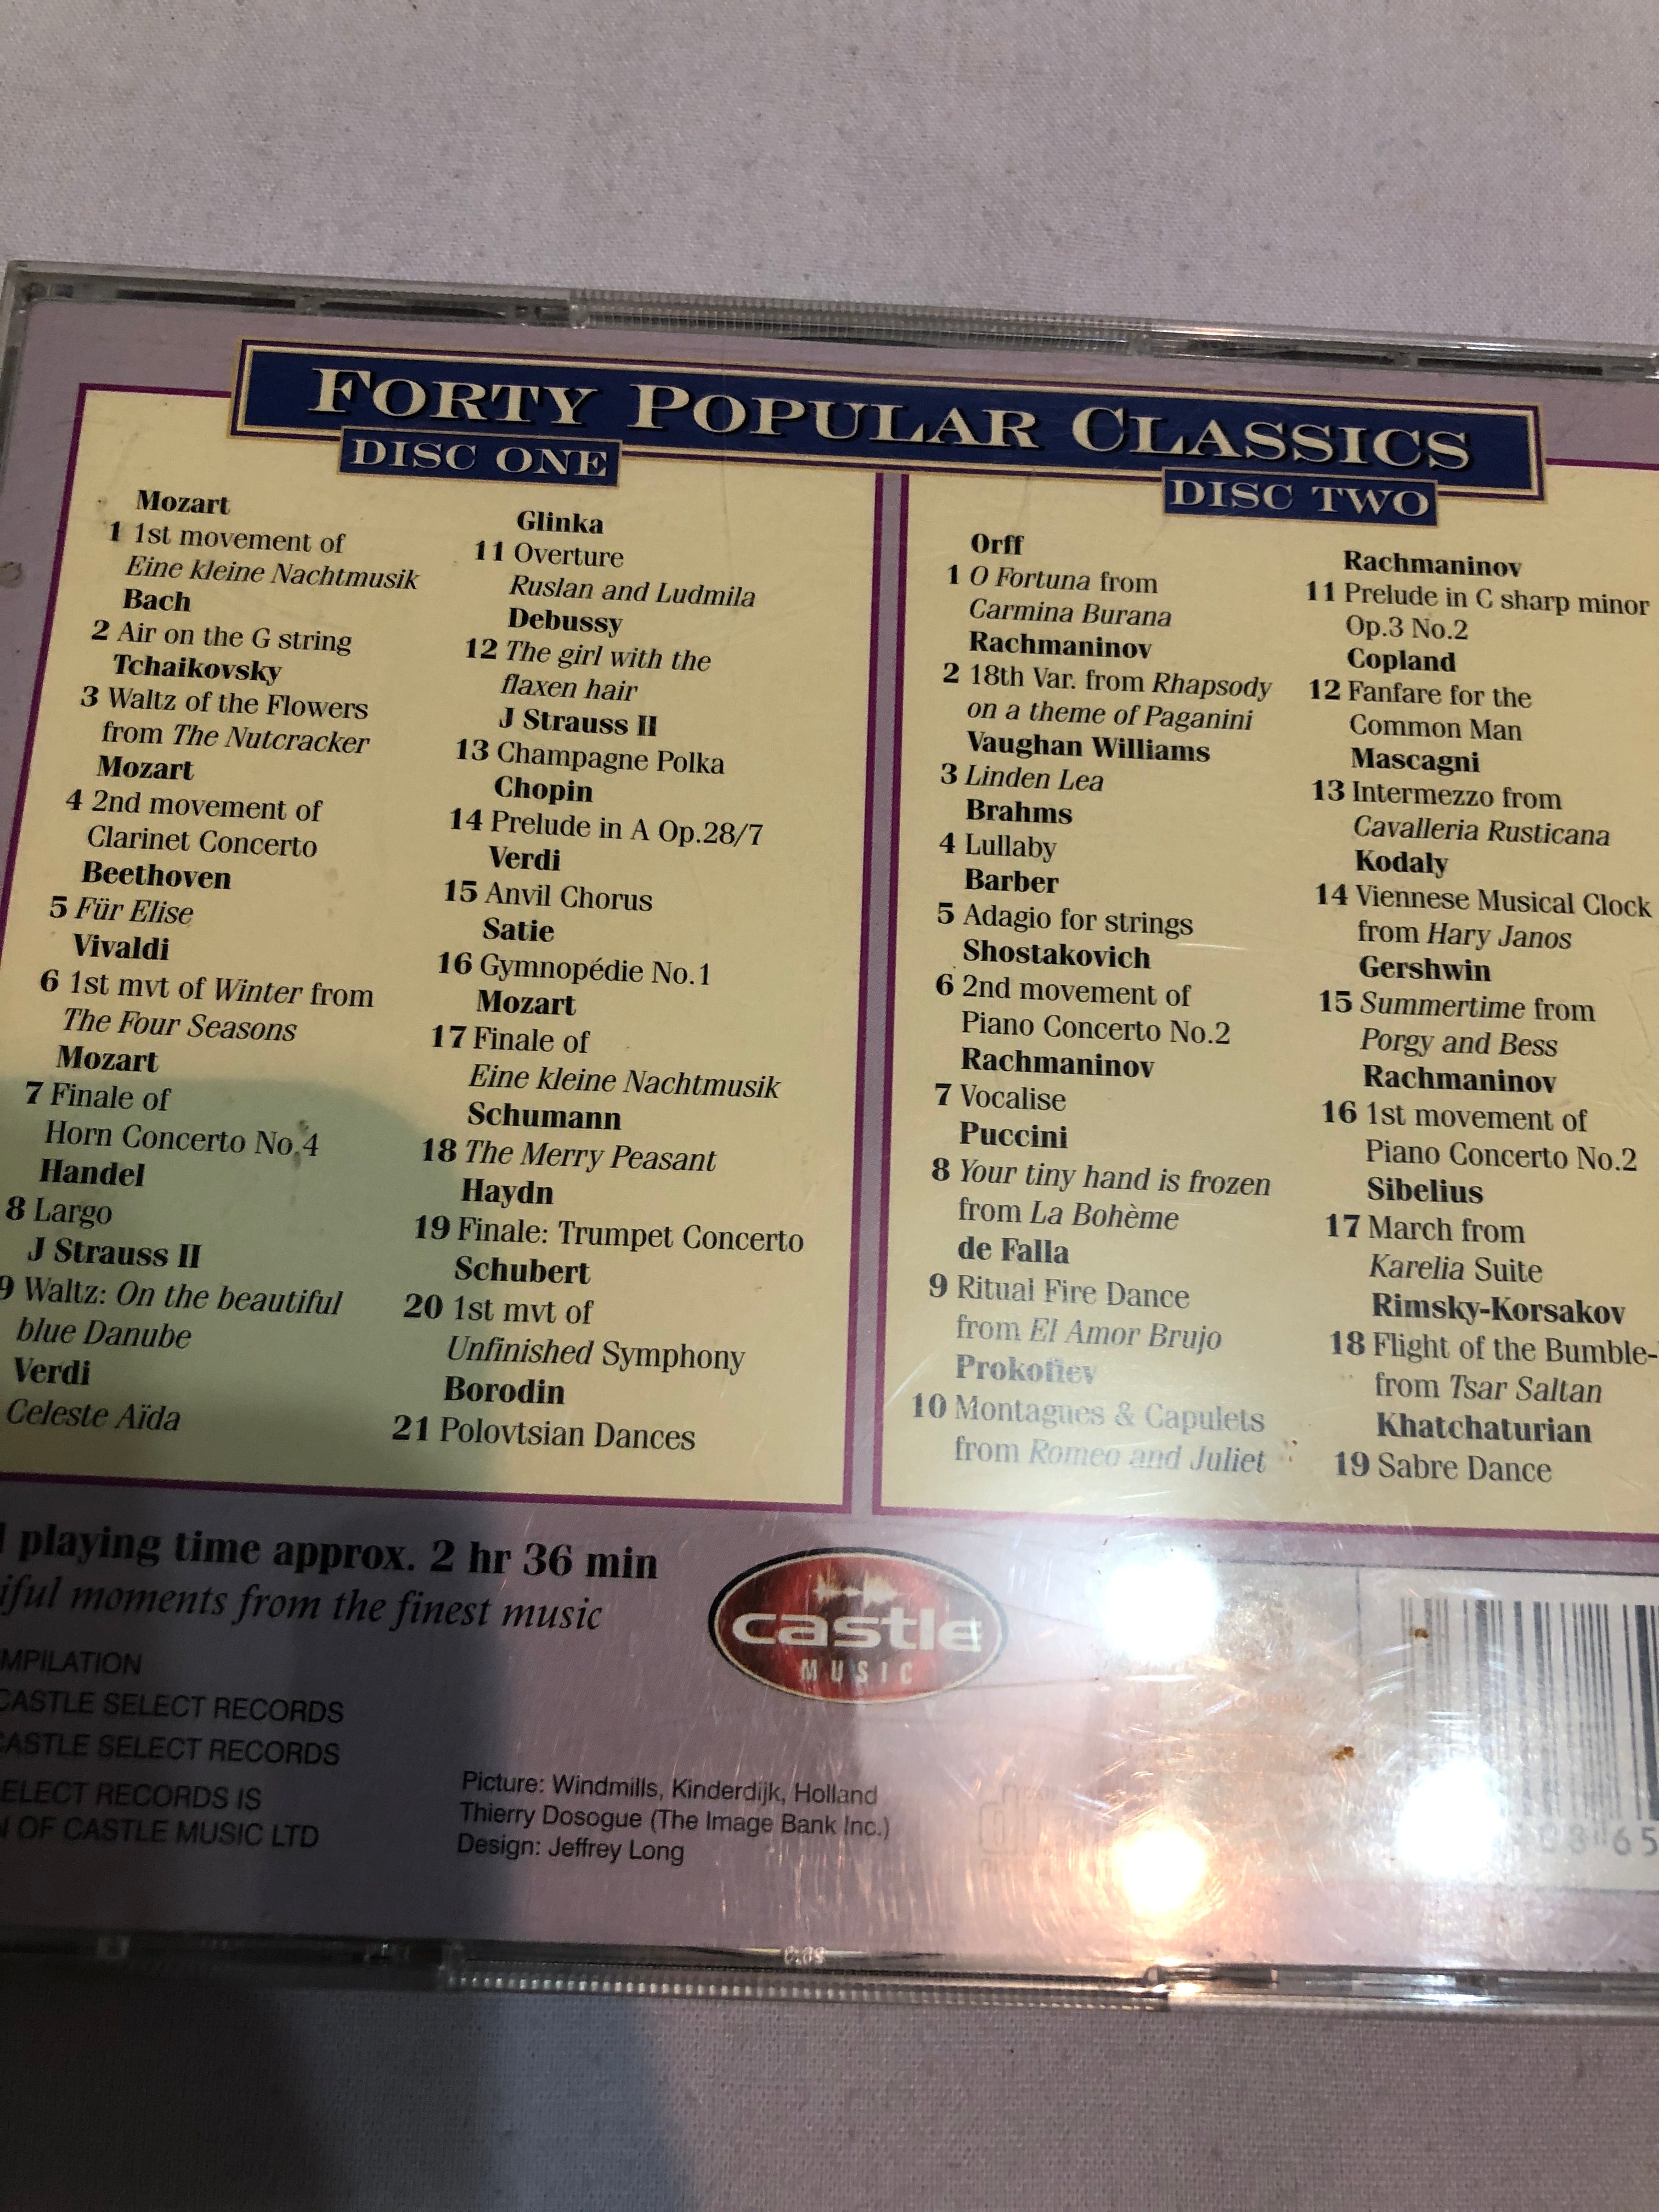 FORTY POPULAR CLASSICS
DISC ONE
Mozart
1 1st movement of
Eine kleine Nachtmusik
Bach
2 Air on the G string
Tchaikovsky
3 Waltz of the Flowers
from The Nutcracker
Mozart
4 2nd movement of
Clarinet Concerto
Beethoven
5 Für Elise
Vivaldi
6 1st mvt of Winter from
The Four Seasons
Mozart
7 Finale of
Horn Concerto No.4
Handel
8 Largo
J Strauss II
9 Waltz: On the beautiful
blue Danube
Verdi
Celeste Aïda
Glinka
11 Overture
Ruslan and Ludmila
Debussy
12 The girl with the
flaxen hair
J Strauss II
13 Champagne Polka
Chopin
14 Prelude in A Op.28/7
Verdi
15 Anvil Chorus
Satie
16 Gymnopédie No.1
Mozart
17 Finale of
Eine kleine Nachtmusik
Schumann
18 The Merry Peasant
Haydn
19 Finale: Trumpet Concerto
Schubert
20 1st mvt of
Unfinished Symphony
Borodin
21 Polovtsian Dances
DISC TWO
Orff
1 O Fortuna from
Carmina Burana
Rachmaninov
2 18th Var. from Rhapsody
on a theme of Paganini
Vaughan Williams
3 Linden Lea
Brahms
4 Lullaby
Barber
5 Adagio for strings
Shostakovich
6 2nd movement of
Piano Concerto No.2
Rachmaninov
7 Vocalise
Puccini
8 Your tiny hand is frozen
from La Bohème
de Falla
9 Ritual Fire Dance
from El Amor Brujo
Prokofiev
10 Montagues & Capulets
from Romeo and Juliet
Rachmaninov
11 Prelude in C sharp minor
Op.3 No.2
Copland
12 Fanfare for the
Common Man
Mascagni
13 Intermezzo from
Cavalleria Rusticana
Kodaly
14 Viennese Musical Clock
from Hary Janos
Gershwin
15 Summertime from
Porgy and Bess
Rachmaninov
16 1st movement of
Piano Concerto No.2
Sibelius
17 March from
Karelia Suite
Rimsky-Korsakov
18 Flight of the Bumble-
from Tsar Saltan
Khatchaturian
19 Sabre Dance
playing time approx. 2 hr 36 min
iful moments from the finest music
MPILATION
CASTLE SELECT RECORDS
CASTLE SELECT RECORDS
ELECT RECORDS IS
N OF CASTLE MUSIC LTD
castle
MUSIC
Picture: Windmills, Kinderdijk, Holland
Thierry Dosogue (The Image Bank Inc.)
Design: Jeffrey Long